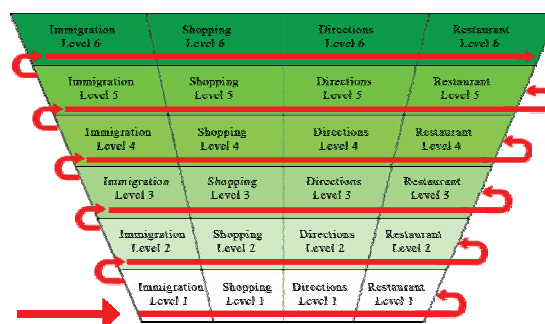 Immigration Shopping Directions Restaurant
Level 6 Level 6 Level 6 Level 6
Immigration Shopping Directions Restaurant
Level 5 Level 5 Level 5 Level 5
Immigration Shopping Directions Restaurant
Level 4 Level 4 Level 4 Level 4
Immigration Shopping Directions Restaurant
Level 3 Level 3 Level 3 Level 3
Immigration Shopping Directions Restaurant
Level 2 Level 2 Level 2 Level 2
Immigration Shopping Directions Restaurant
Level 1 Level 1 Level 1 Level 1